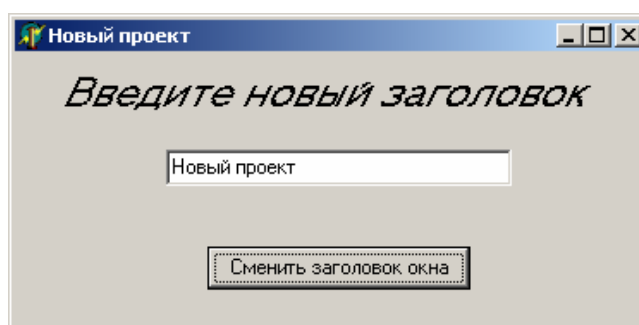 Новый проект
Введите новый заголовок
Новый проект
Сменить заголовок окна